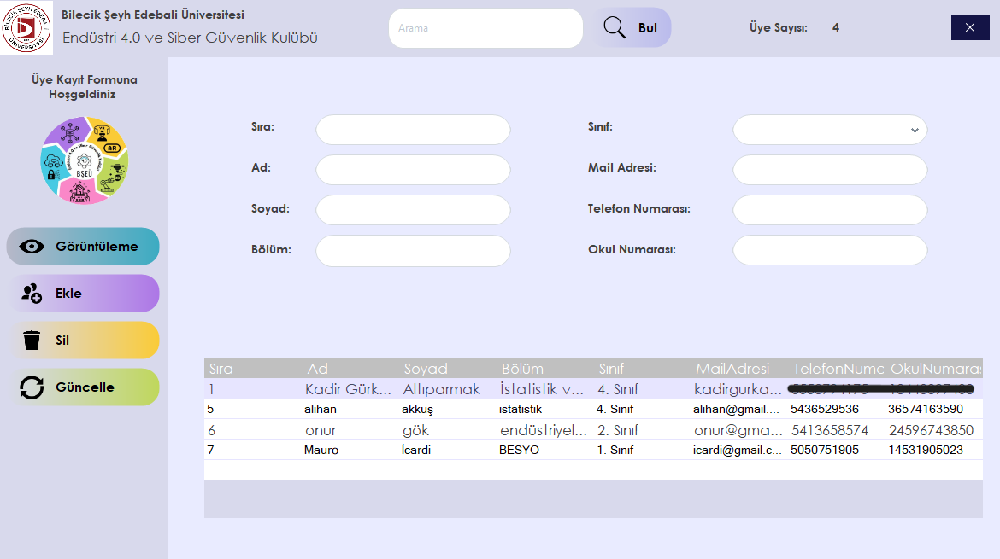 Bilecik Şeyh Edebali Üniversitesi
Endüstri 4.0 ve Siber Güvenlik Kulübü
Arama
Bul
Üye Sayısı: 4
Üye Kayıt Formuna
Hoşgeldiniz
VR
AR
BŞEÜ
Görüntüleme
Ekle
Sil
Güncelle
Sıra:
Ad:
Soyad:
Bölüm:
Sınıf:
Mail Adresi:
Telefon Numarası:
Okul Numarası:
Sıra Ad Soyad Bölüm Sınıf MailAdresi TelefonNumc OkulNumaras
1 Kadir Gürk... Altıparmak İstatistik v... 4. Sınıf kadirgurka...
5 alihan akkuş istatistik 4. Sınıf alihan@gmail.... 5436529536 36574163590
6 onur gök endüstriyel... 2. Sınıf onur@gma... 5413658574 24596743850
7 Mauro İcardi BESYO 1. Sınıf icardi@gmail.c... 5050751905 14531905023